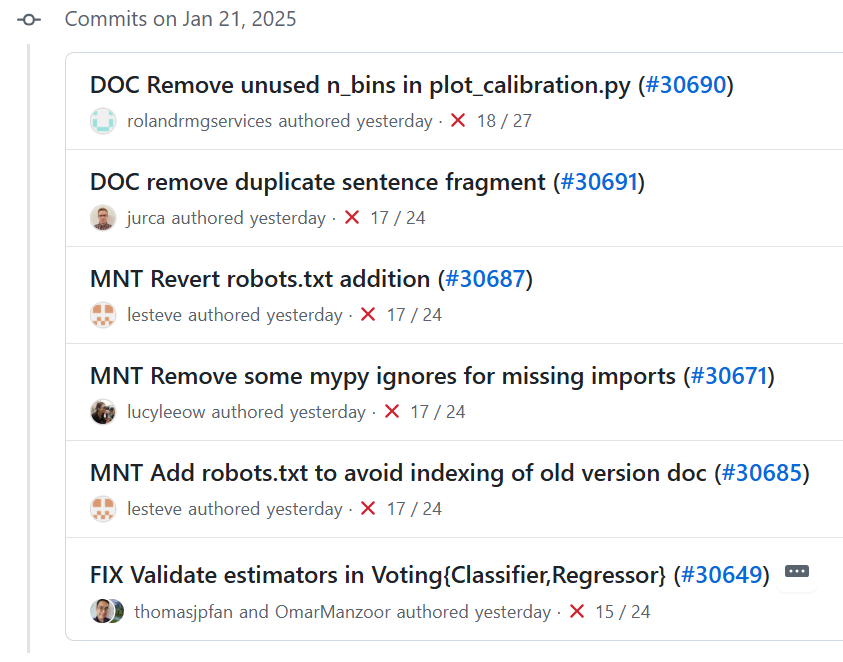 Commits on Jan 21, 2025
DOC Remove unused n_bins in plot_calibration.py (#30690)
rolandrmgservices authored yesterday · 18 / 27
DOC remove duplicate sentence fragment (#30691)
jurca authored yesterday · 17 / 24
MNT Revert robots.txt addition (#30687)
lesteve authored yesterday · 17 / 24
MNT Remove some mypy ignores for missing imports (#30671)
lucyleeow authored yesterday · 17 / 24
MNT Add robots.txt to avoid indexing of old version doc (#30685)
lesteve authored yesterday · 17 / 24
FIX Validate estimators in Voting{Classifier,Regressor} (#30649)
thomasjpfan and OmarManzoor authored yesterday · 15 / 24